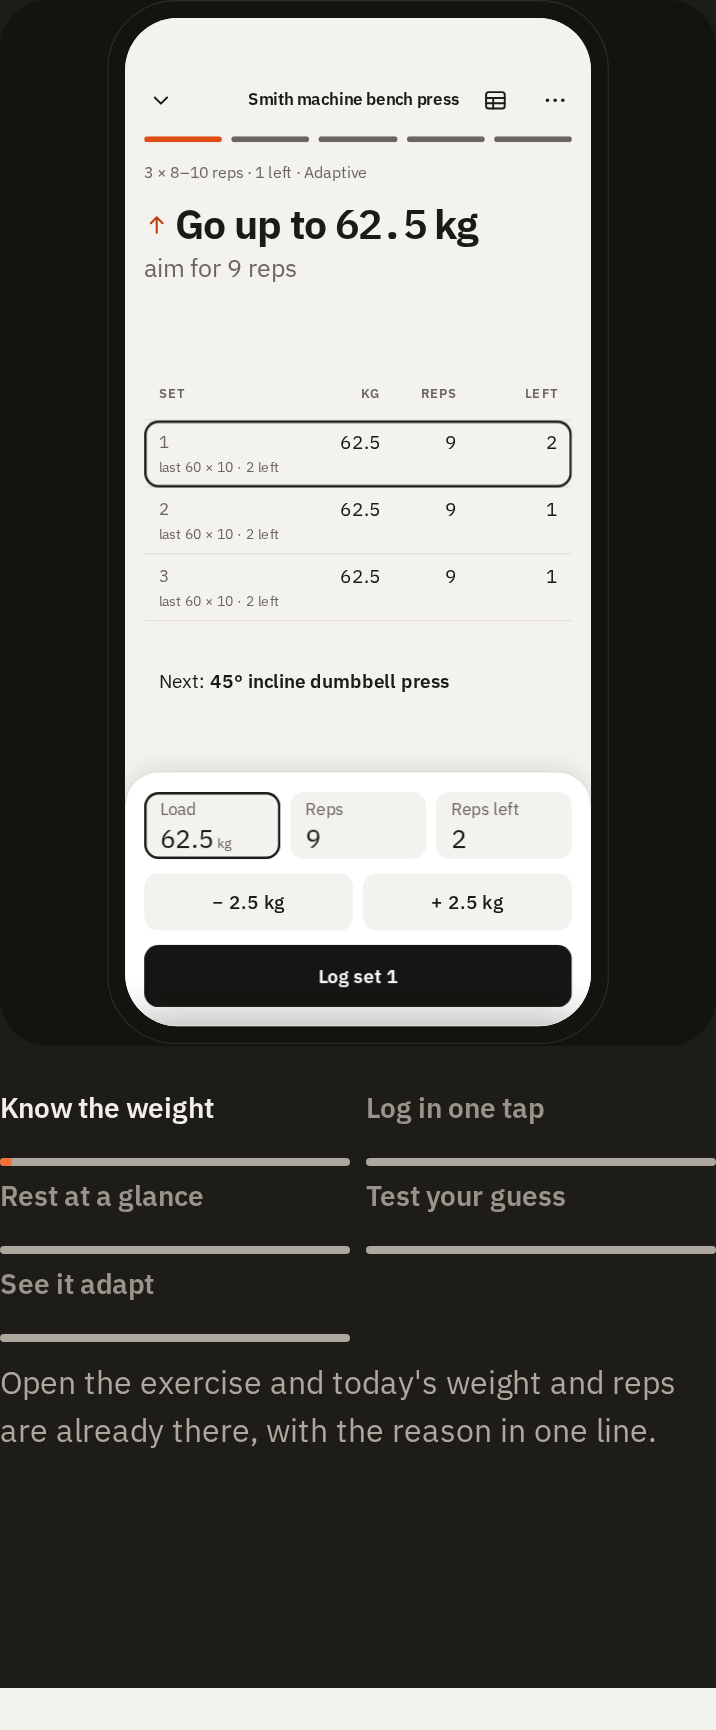 Smith machine bench press
3 × 8–10 reps · 1 left · Adaptive
↑ Go up to 62.5 kg
aim for 9 reps
SET KG REPS LEFT
1 62.5 9 2
last 60 × 10 · 2 left
2 62.5 9 1
last 60 × 10 · 2 left
3 62.5 9 1
last 60 × 10 · 2 left
Next: 45° incline dumbbell press
Load Reps Reps left
62.5 kg 9 2
− 2.5 kg + 2.5 kg
Log set 1
Know the weight Log in one tap
Rest at a glance Test your guess
See it adapt
Open the exercise and today's weight and reps
are already there, with the reason in one line.